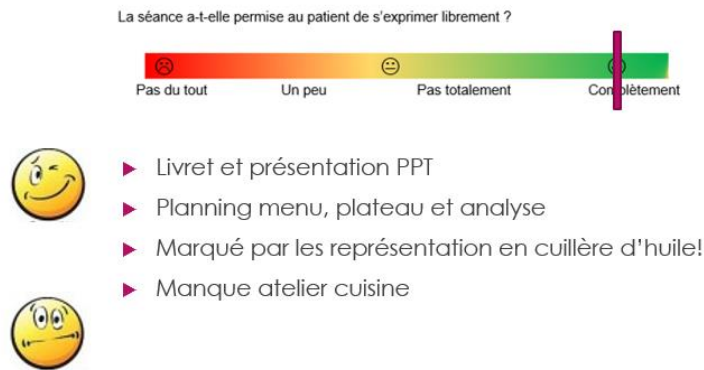 La séance a-t-elle permise au patient de s'exprimer librement ?
Pas du tout Un peu Pas totalement Complètement
Livret et présentation PPT
Planning menu, plateau et analyse
Marqué par les représentation en cuillère d'huile!
Manque atelier cuisine